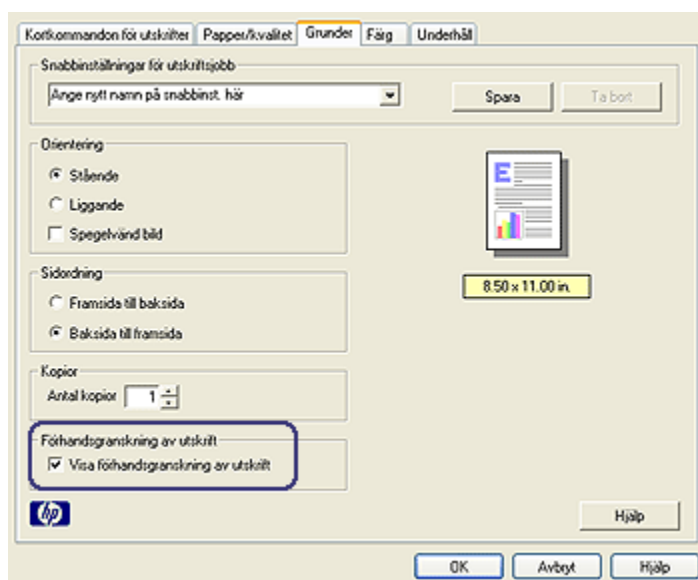 Kortkommandon för utskrifter Papper/kvalitet Grunder Färg Underhåll
Snabbinställningar för utskriftsjobb
Ange nytt namn på snabbinst. här
Spara Ta bort
Orientering
Stående
Liggande
Spegelvänd bild
E
8.50 x 11.00 in.
Sidordning
Framsida till baksida
Baksida till framsida
Kopior
Antal kopior 1
Förhandsgranskning av utskrift
Visa förhandsgranskning av utskrift
hp
Hjälp
OK Avbryt Hjälp